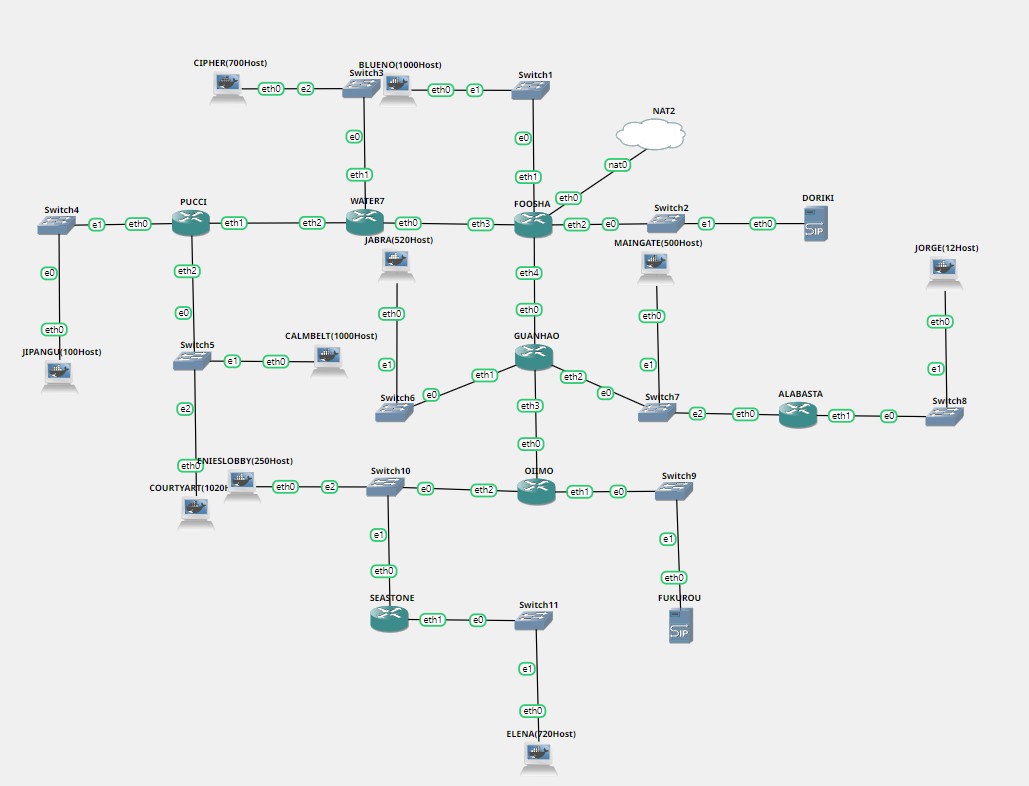 CIPHER(700Host)
eth0
e2
Switch3
BLUENO(1000Host)
eth0
e1
Switch1
e0
eth1
e0
eth1
NAT2
nat0
eth0
Switch4
e1
eth0
PUCCI
eth1
eth2
WATER7
eth0
eth3
FOOSHA
eth2
e0
Switch2
e1
eth0
DORIKI
SIP
JABRA(520Host)
MAINGATE(500Host)
JORGE(12Host)
e0
eth0
JIPANGU(100Host)
eth2
e0
Switch5
e1
eth0
CALMBELT(1000Host)
eth0
e1
Switch6
e0
eth1
eth4
eth0
GUANHAO
eth2
e0
eth0
e1
Switch7
e2
eth0
ALABASTA
eth1
e0
eth0
e1
Switch8
e2
eth0
ENIESLOBBY(250Host)
COURTYART(1020H
eth0
e2
Switch10
e0
eth2
eth3
eth0
OIIMO
eth1
e0
Switch9
e1
eth0
SEASTONE
eth1
e0
Switch11
e1
eth0
FUKUROU
SIP
e1
eth0
ELENA(720Host)